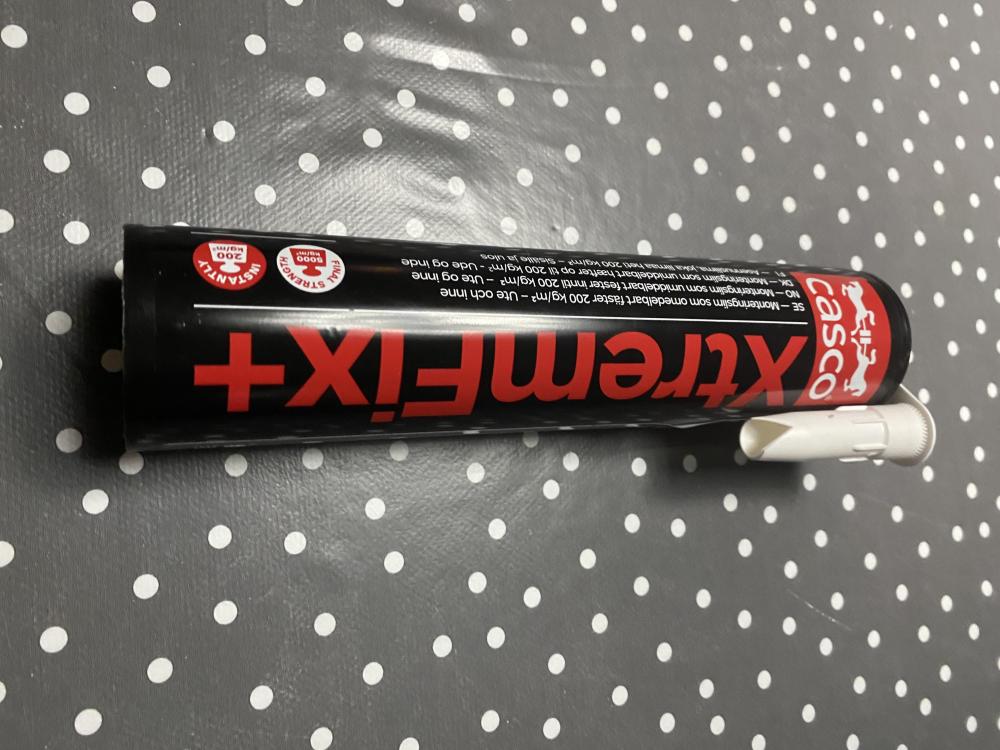 casco®
XtremFix+
SE – Monteringslim som omedelbart fäster 200 kg/m² – Ute och inne
NO – Monteringslim som umiddelbart fester inntil 200 kg/m² – Ute og inne
DK – Monteringslim som umiddelbart hæfter op til 200 kg/m² - Ude og inde
FI – Asennusliima, joka liimaa heti 200 kg/m² – Sisälle ja ulos
FINAL STRENGTH
5000
kg/m²
INSTANTLY
200
kg/m²